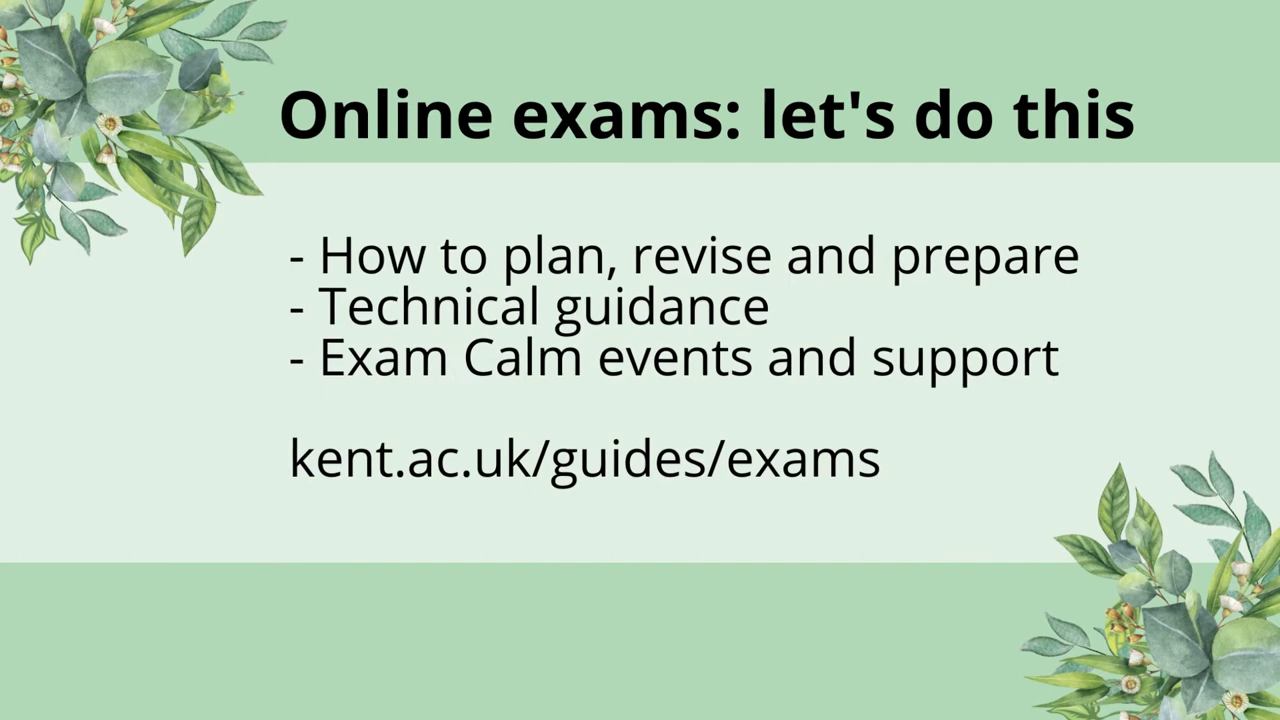 Online exams: let's do this
- How to plan, revise and prepare
- Technical guidance
- Exam Calm events and support
kent.ac.uk/guides/exams